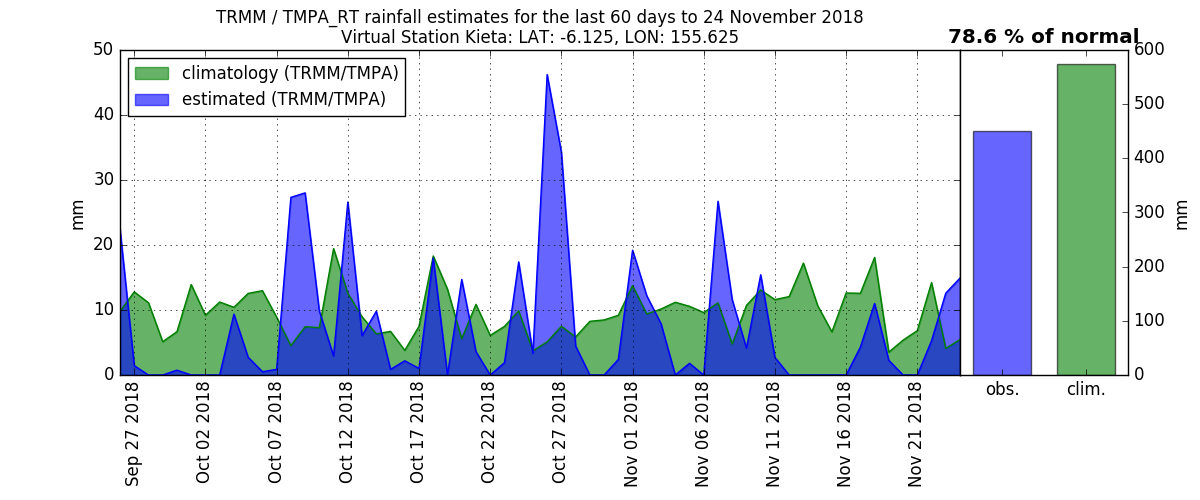 TRMM / TMPA_RT rainfall estimates for the last 60 days to 24 November 2018
Virtual Station Kieta: LAT: -6.125, LON: 155.625
78.6 % of normal
climatology (TRMM/TMPA)
estimated (TRMM/TMPA)
50
40
30
20
10
0
mm
Sep 27 2018
Oct 02 2018
Oct 07 2018
Oct 12 2018
Oct 17 2018
Oct 22 2018
Oct 27 2018
Nov 01 2018
Nov 06 2018
Nov 11 2018
Nov 16 2018
Nov 21 2018
obs.
clim.
600
500
400
300
200
100
0
mm